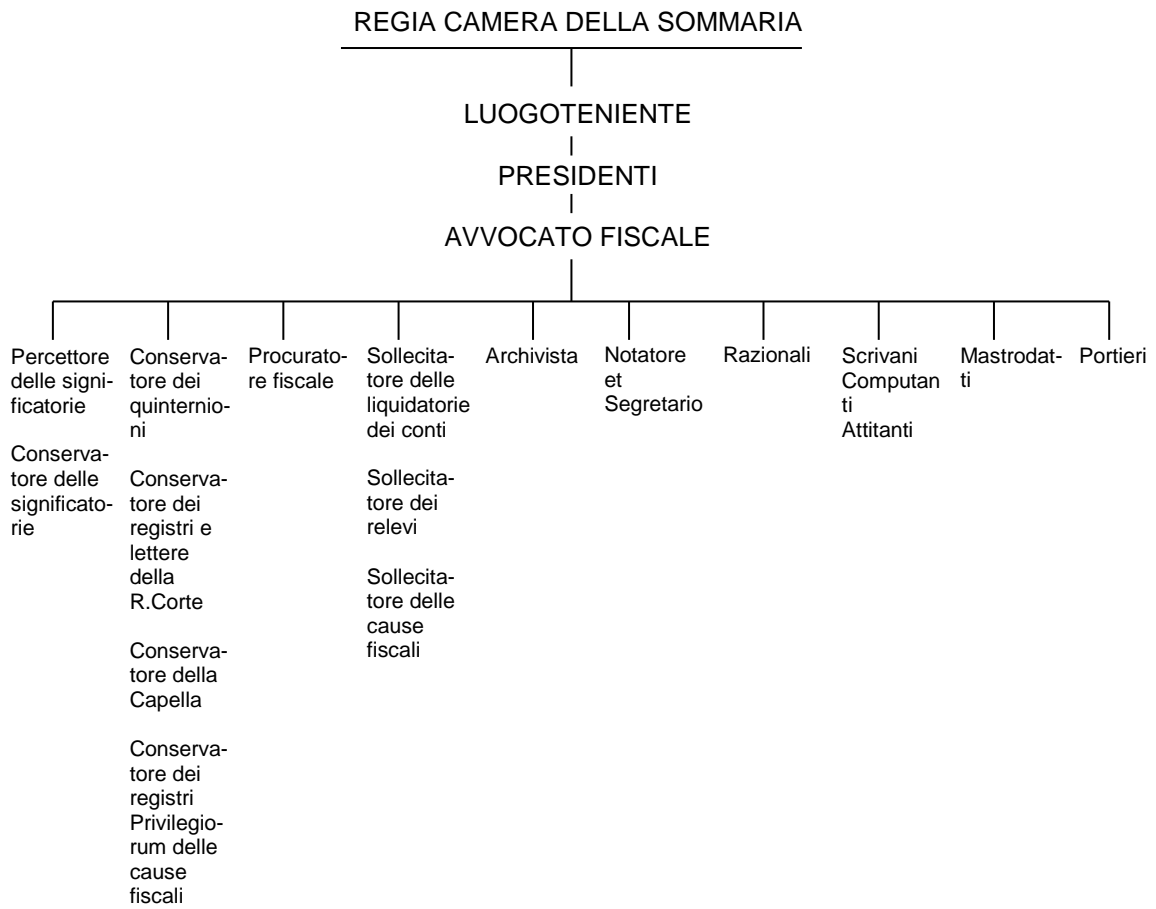 REGIA CAMERA DELLA SOMMARIA
LUOGOTENIENTE
PRESIDENTI
AVVOCATO FISCALE
Percettore
delle signi-
ficatorie
Conserva-
tore delle
significato-
rie
Conserva-
tore dei
quinternio-
ni
Conserva-
tore dei
registri e
lettere
della
R.Corte
Conserva-
tore della
Capella
Conserva-
tore dei
registri
Privilegio-
rum delle
cause
fiscali
Procurato-
re fiscale
Sollecita-
tore delle
liquidatorie
dei conti
Sollecita-
tore dei
relevi
Sollecita-
tore delle
cause
fiscali
Archivista
Notatore
et
Segretario
Razionali
Scrivani
Computan
ti
Attitanti
Mastrodat-
ti
Portieri